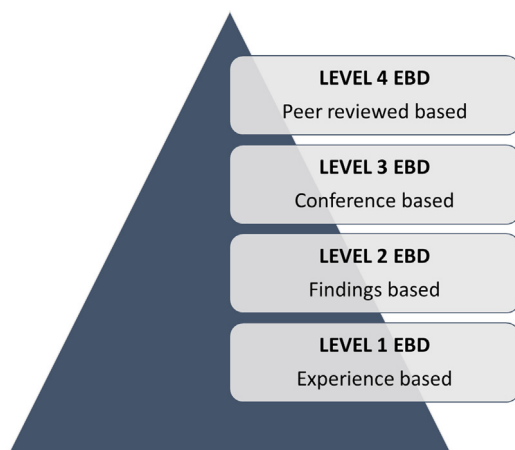 LEVEL 4 EBD
Peer reviewed based
LEVEL 3 EBD
Conference based
LEVEL 2 EBD
Findings based
LEVEL 1 EBD
Experience based